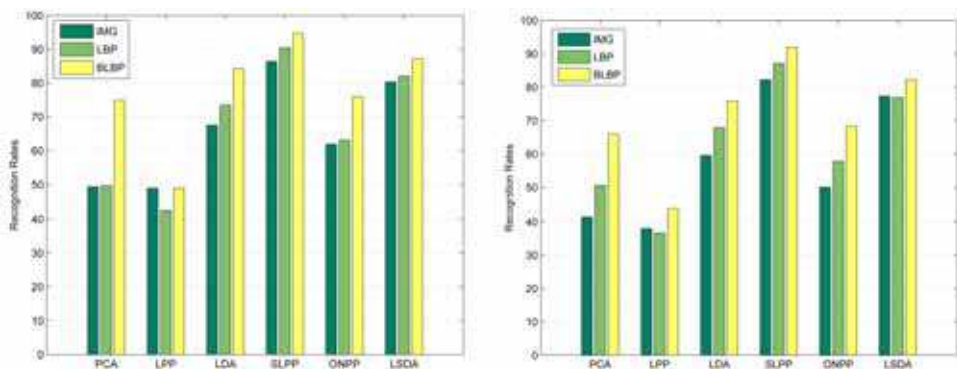 100
90
80
70
60
50
40
30
20
10
0
Recognition Rates
IMG
LBP
BLBP
PCA LPP LDA SLPP ONPP LSDA
100
90
80
70
60
50
40
30
20
10
0
Recognition Rates
IMG
LBP
BLBP
PCA LPP LDA SLPP ONPP LSDA